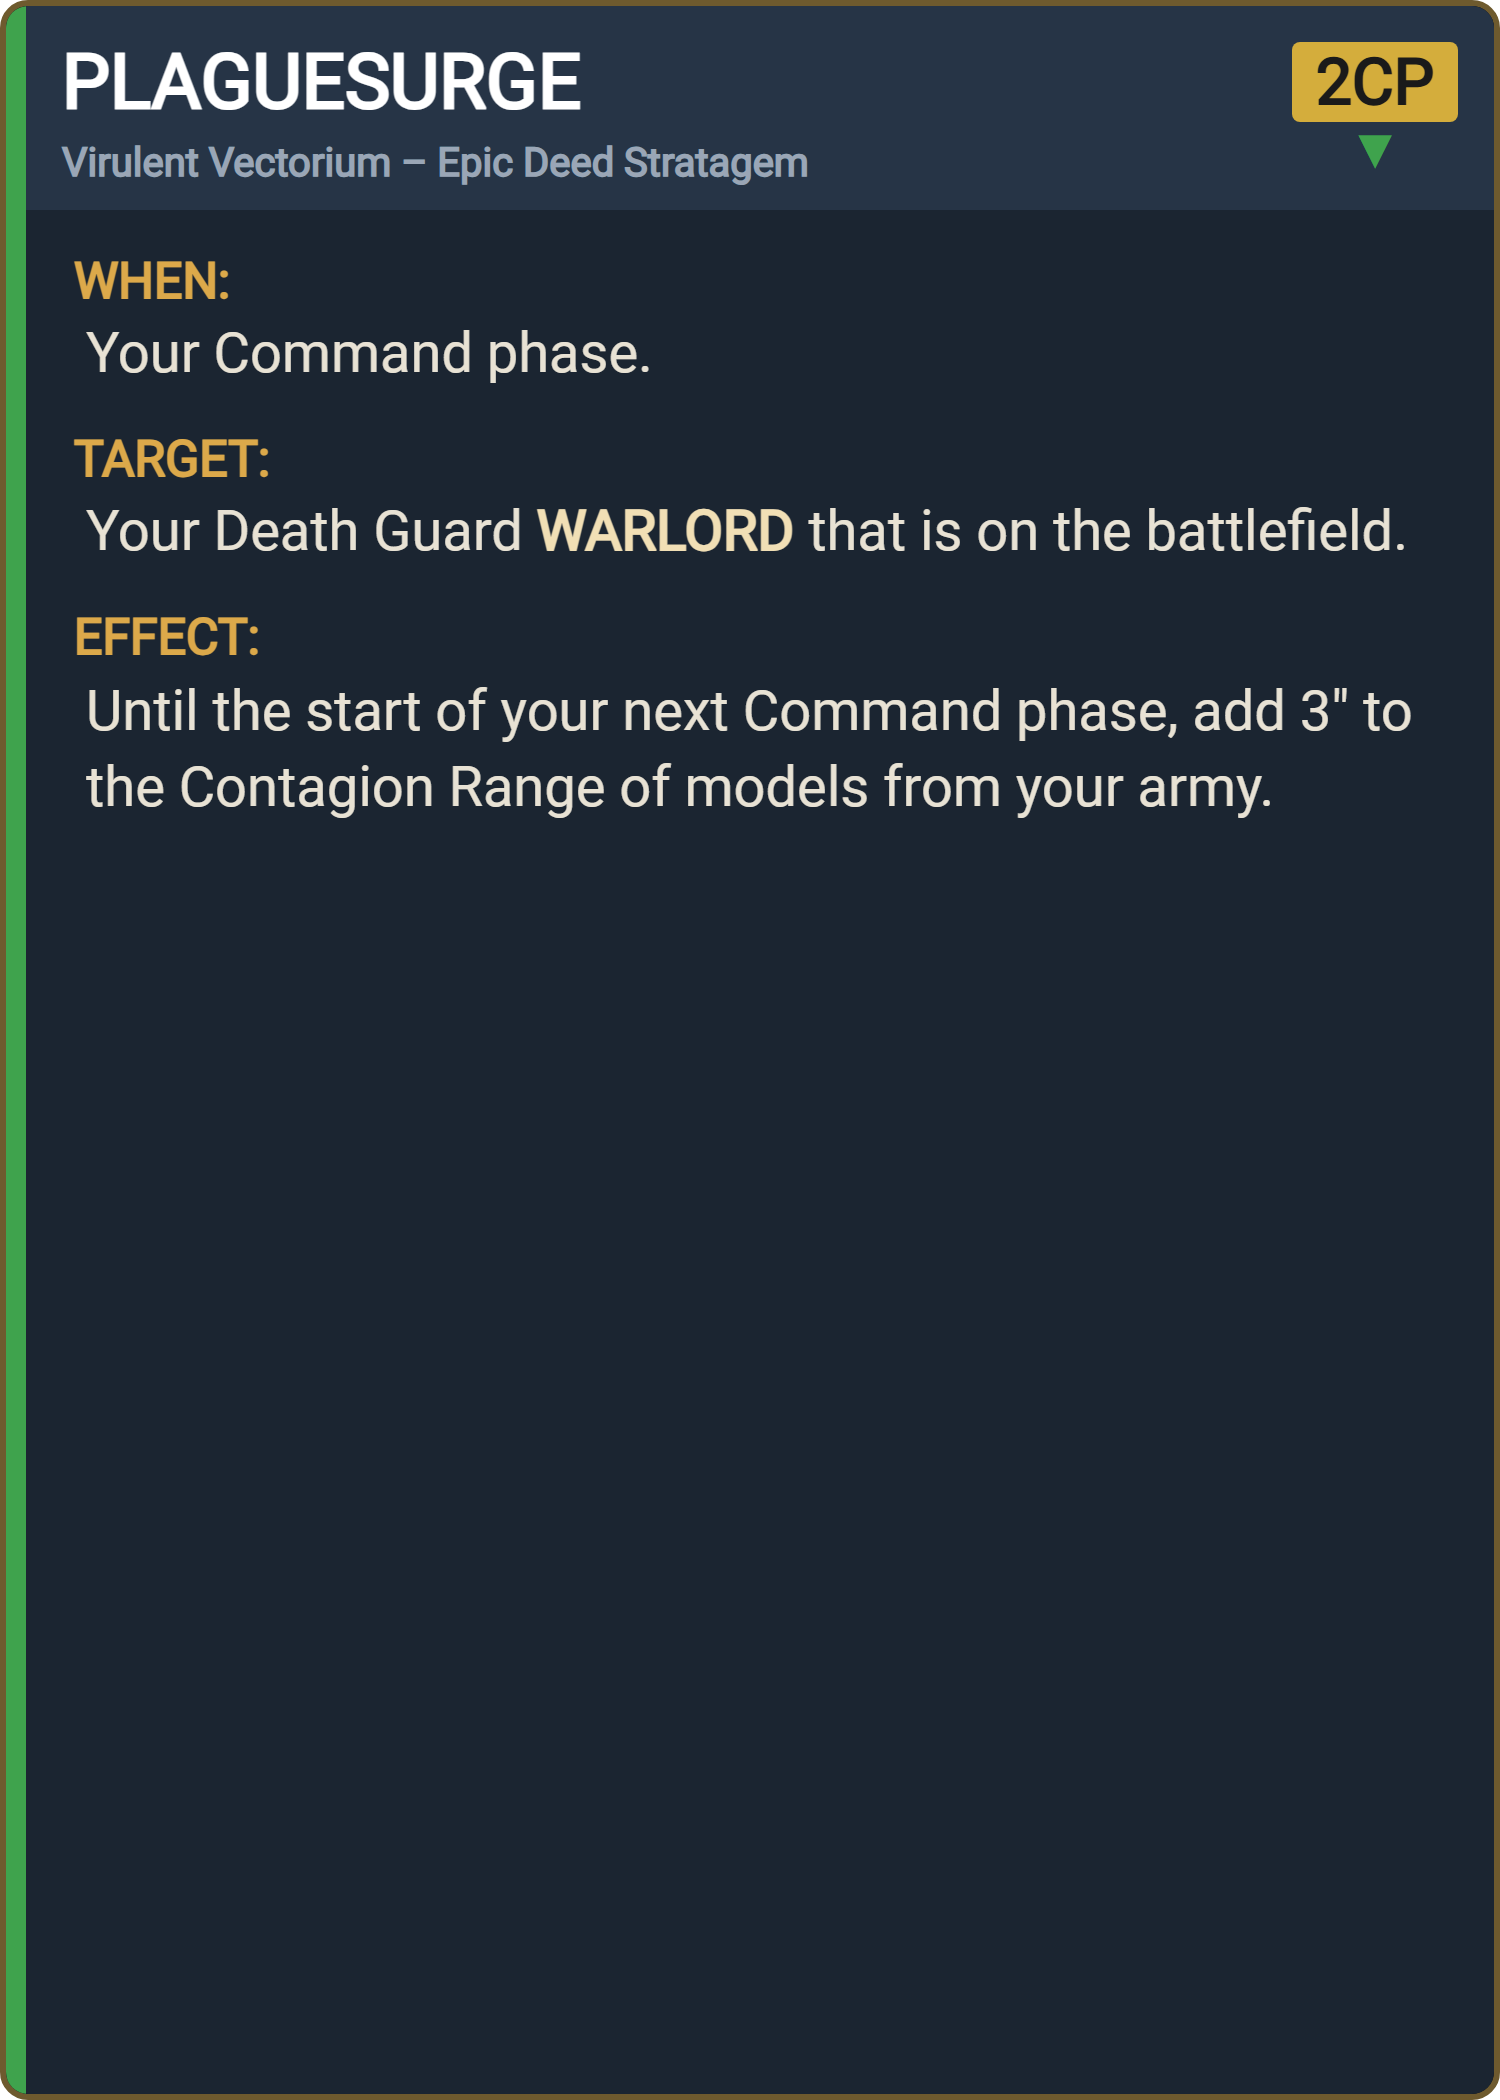 PLAGUESURGE
2CP
Virulent Vectorium – Epic Deed Stratagem
WHEN:
Your Command phase.
TARGET:
Your Death Guard WARLORD that is on the battlefield.
EFFECT:
Until the start of your next Command phase, add 3" to
the Contagion Range of models from your army.